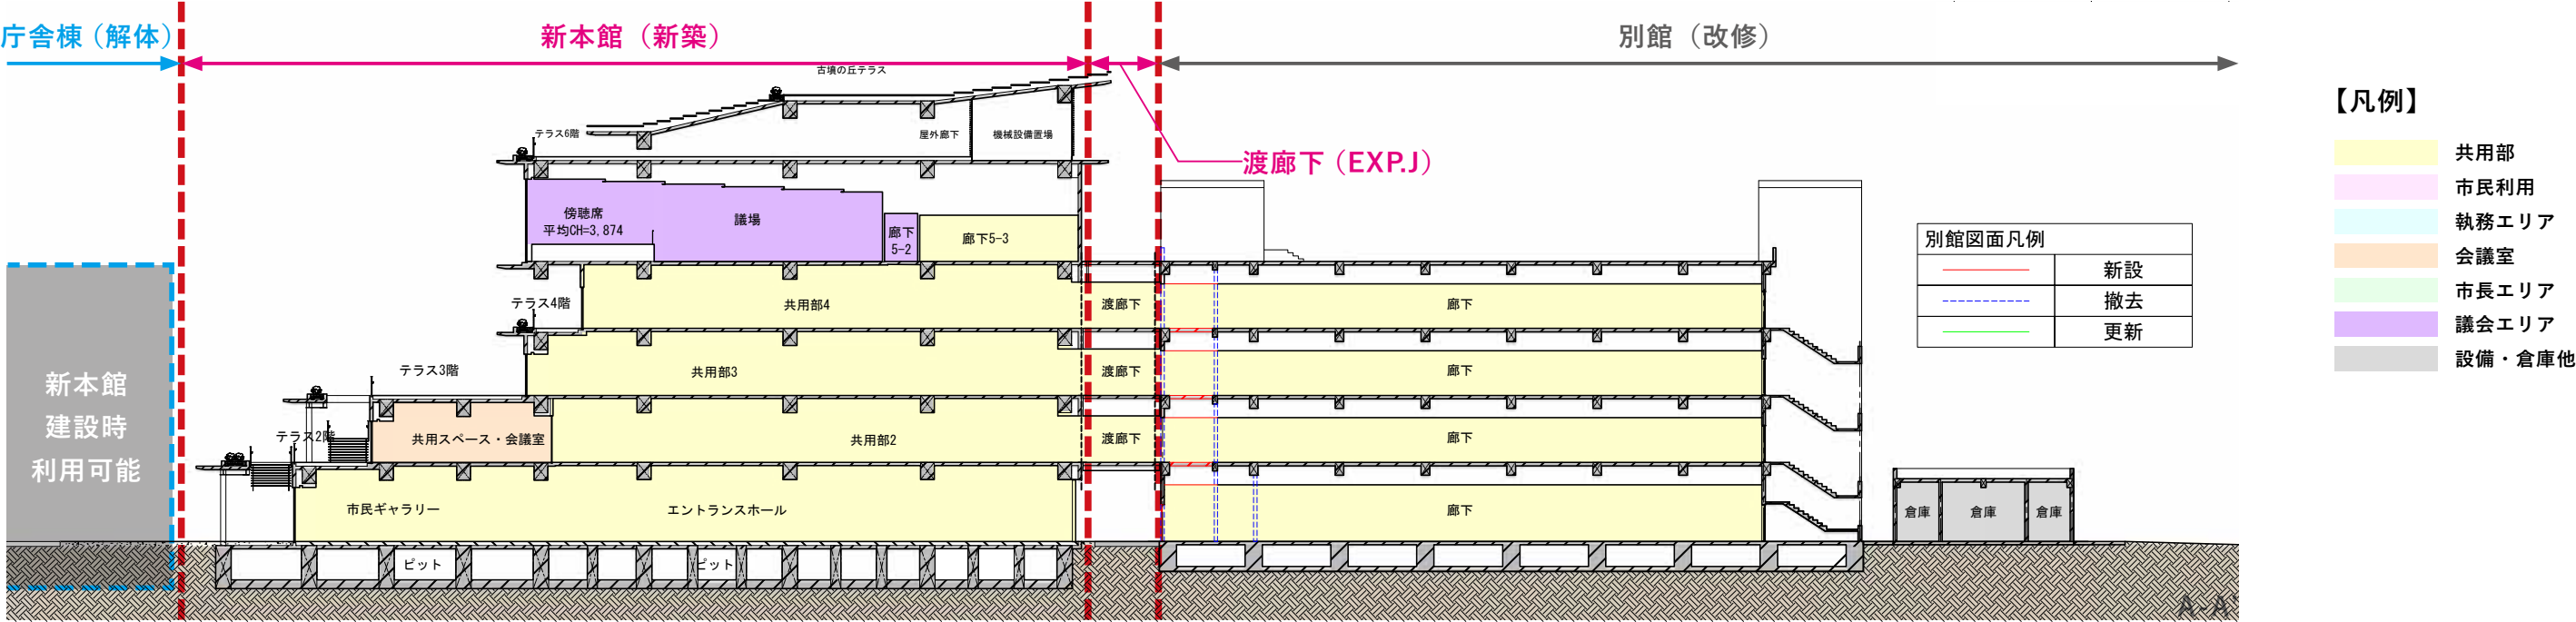 庁舎棟（解体）
新本館（新築）
別館（改修）
古墳の丘テラス
渡廊下（EXP.J）
テラス6階
屋外廊下
機械設備置場
傍聴席
平均CH=3,874
議場
廊下
5-2
廊下5-3
テラス4階
共用部4
渡廊下
廊下
テラス3階
共用部3
渡廊下
廊下
テラス2階
共用スペース・会議室
共用部2
渡廊下
廊下
市民ギャラリー
エントランスホール
廊下
倉庫
倉庫
倉庫
ピット
ピット
新本館
建設時
利用可能
別館図面凡例
新設
撤去
更新
【凡例】
共用部
市民利用
執務エリア
会議室
市長エリア
議会エリア
設備・倉庫他
A-A'